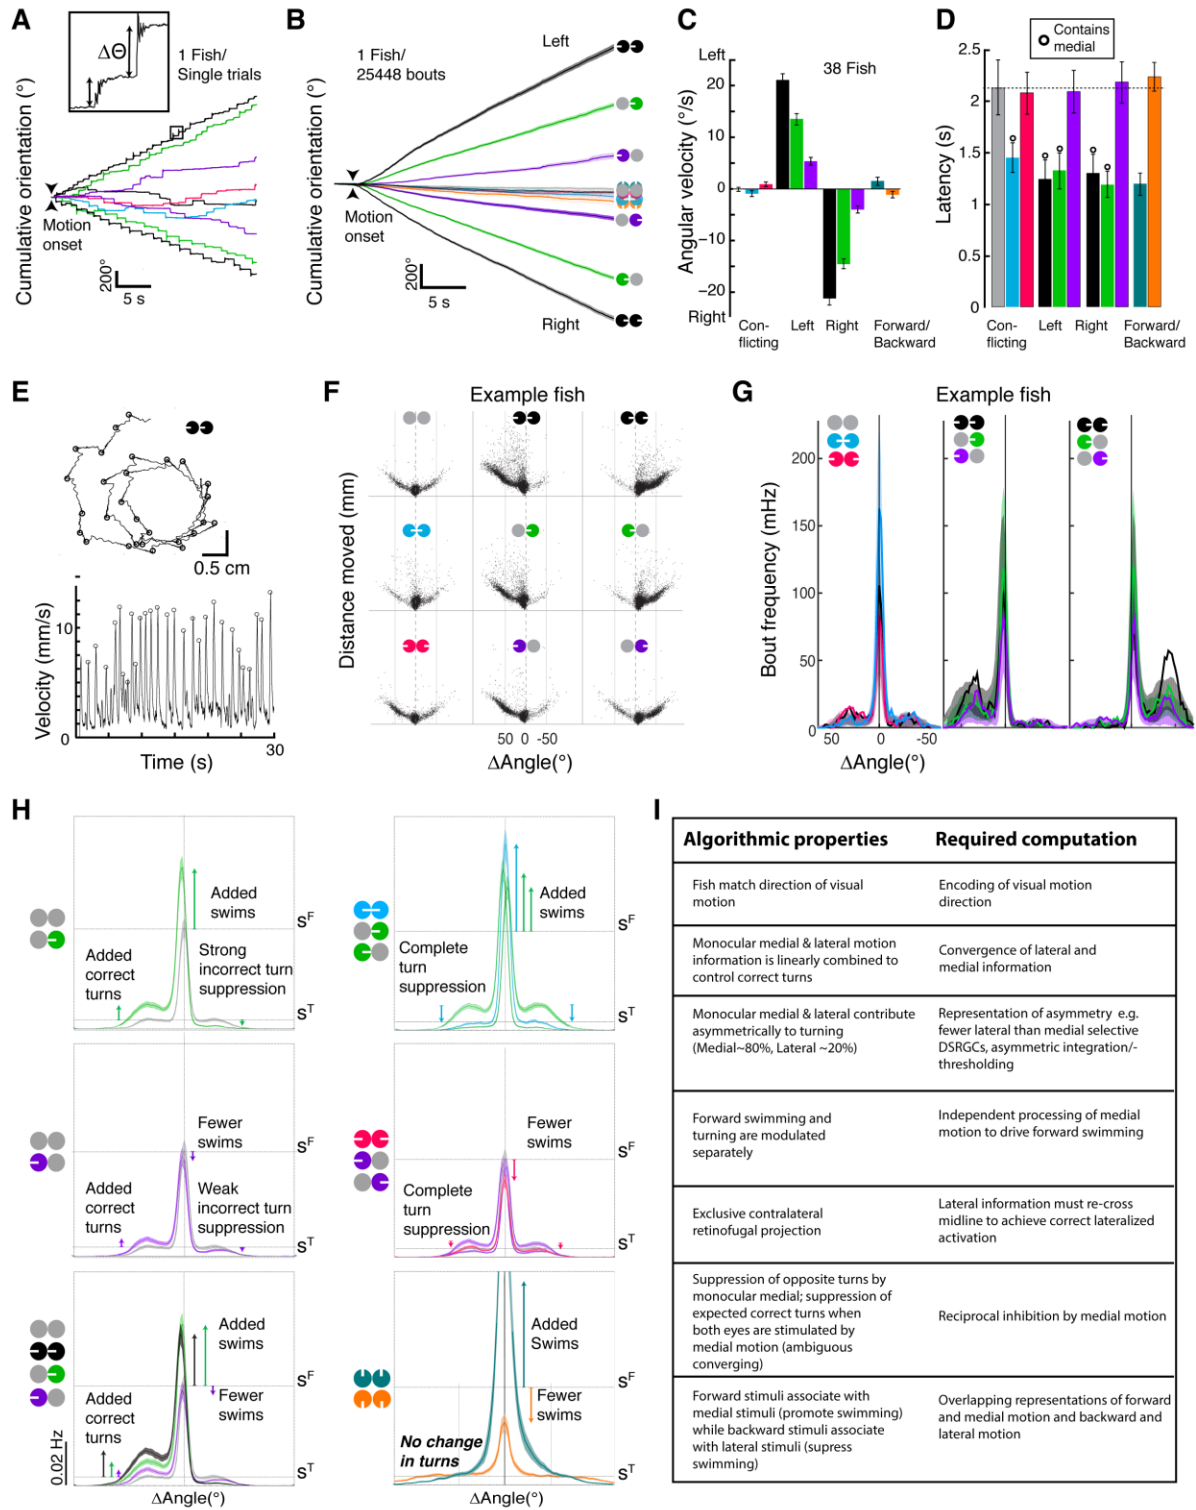 A
ΔΘ
1 Fish/
Single trials
Cumulative orientation (°)
Motion
onset
200°
5 s
B
1 Fish/
25448 bouts
Left
Cumulative orientation (°)
Motion
onset
200°
5 s
Right
C
Left
38 Fish
Angular velocity (°/s)
20
10
0
−10
−20
Right
Con-
flicting
Left
Right
Forward/
Backward
D
Contains
medial
Latency (s)
2.5
2
1.5
1
0.5
0
Con-
flicting
Left
Right
Forward/
Backward
E
0.5 cm
Velocity (mm/s)
10
0
30
Time (s)
F
Example fish
Distance moved (mm)
50 0 -50
ΔAngle(°)
G
Example fish
Bout frequency (mHz)
200
150
100
50
0
50
0
-50
ΔAngle(°)
H
Added
swims
S^F
Added
correct
turns
Strong
incorrect turn
suppression
S^T
Added
swims
S^F
Complete
turn
suppression
S^T
Fewer
swims
S^F
Added
correct
turns
Weak
incorrect turn
suppression
S^T
Fewer
swims
S^F
Complete
turn
suppression
S^T
Added
swims
S^F
Fewer
swims
Added
correct
turns
S^T
0.02 Hz
ΔAngle(°)
Added
Swims
S^F
Fewer
swims
No change
in turns
S^T
ΔAngle(°)
I
Algorithmic properties
Required computation
Fish match direction of visual
motion
Encoding of visual motion
direction
Monocular medial & lateral motion
information is linearly combined to
control correct turns
Convergence of lateral and
medial information
Monocular medial & lateral contribute
asymmetrically to turning
(Medial~80%, Lateral ~20%)
Representation of asymmetry e.g.
fewer lateral than medial selective
DSRGCs, asymmetric integration/-
thresholding
Forward swimming and
turning are modulated
separately
Independent processing of medial
motion to drive forward swimming
Exclusive contralateral
retinofugal projection
Lateral information must re-cross
midline to achieve correct lateralized
activation
Suppression of opposite turns by
monocular medial; suppression of
expected correct turns when
both eyes are stimulated by
medial motion (ambiguous
converging)
Reciprocal inhibition by medial motion
Forward stimuli associate with
medial stimuli (promote swimming)
while backward stimuli associate
with lateral stimuli (supress
swimming)
Overlapping representations of forward
and medial motion and backward and
lateral motion